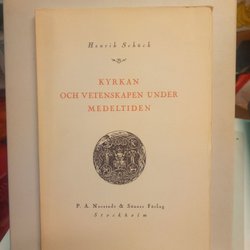 Henrik Schück
KYRKAN
OCH VETENSKAPEN UNDER
MEDELTIDEN
P. A. Norstedt & Söners Förlag
Stockholm